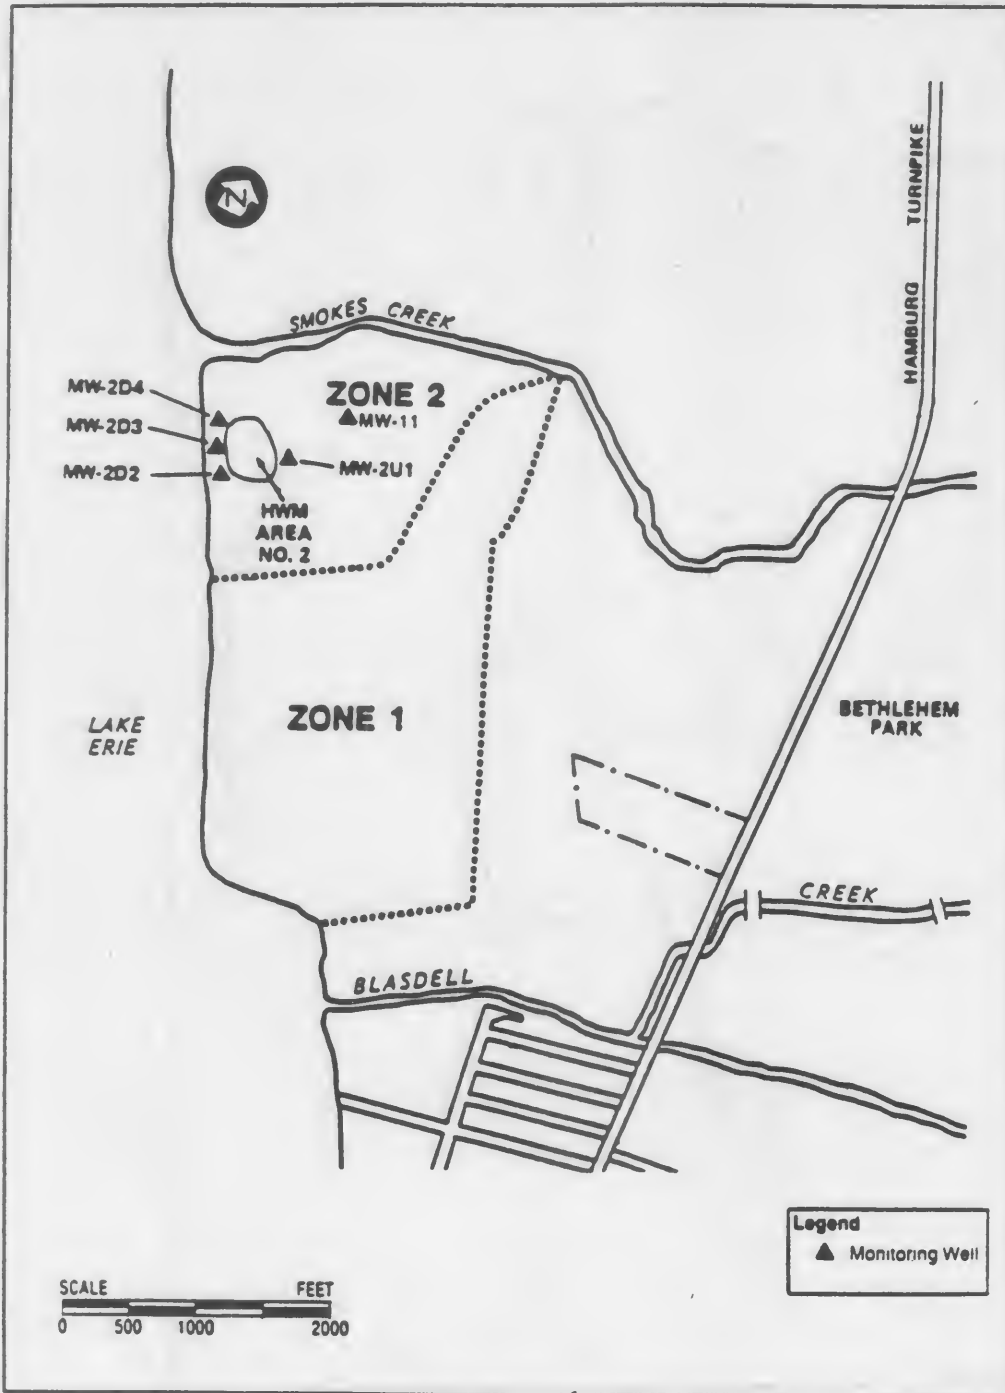 HAMBURG TURNPIKE
N
SMOKES CREEK
MW-2D4
MW-2D3
MW-2D2
ZONE 2
MW-11
MW-2U1
HWM
AREA
NO. 2
ZONE 1
LAKE
ERIE
BETHLEHEM
PARK
CREEK
BLASDELL
Legend
Monitoring Well
SCALE FEET
0 500 1000 2000